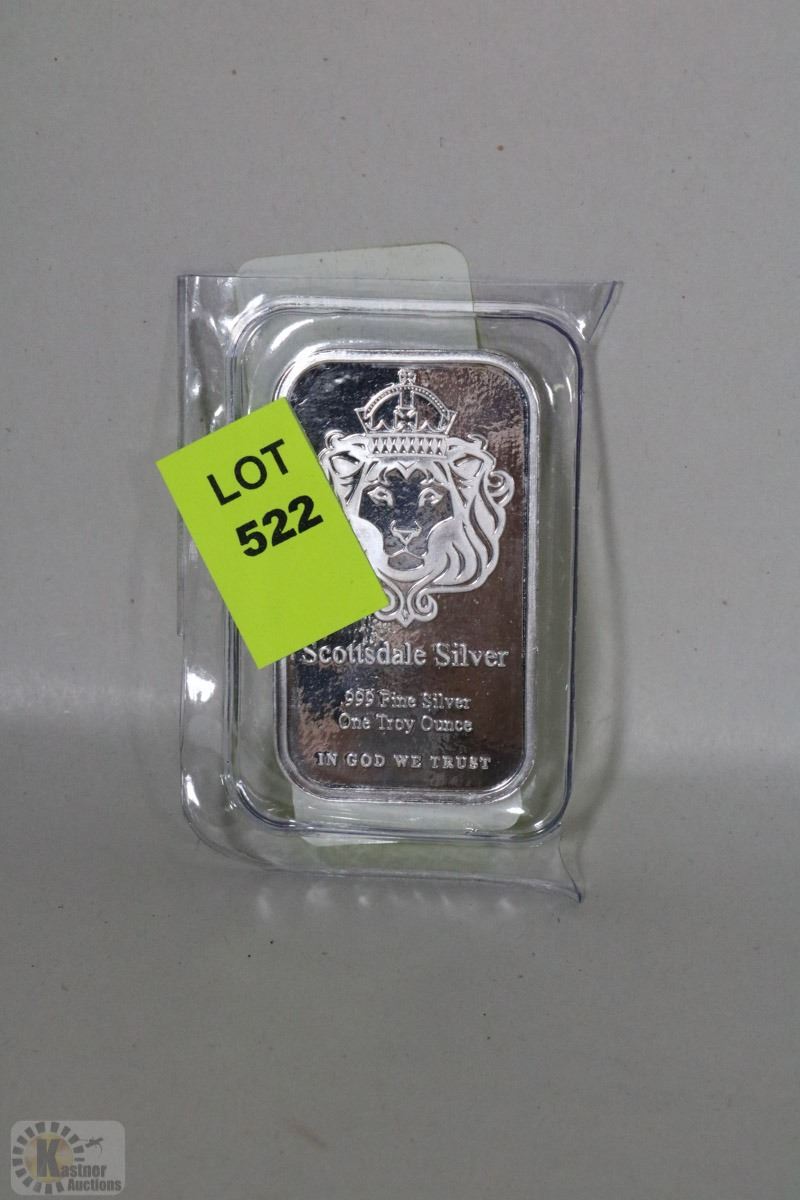 LOT
522
Scottsdale Silver
.999 Fine Silver
One Troy Ounce
IN GOD WE TRUST
Kastner
Auctions